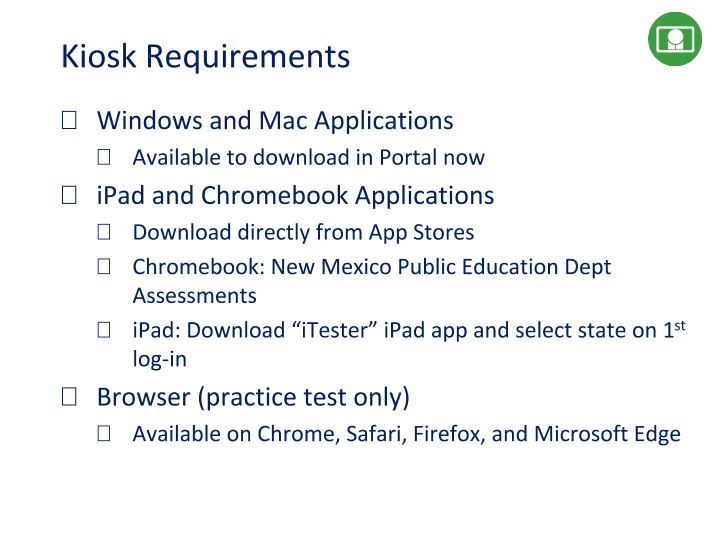 Kiosk Requirements
Windows and Mac Applications
Available to download in Portal now
iPad and Chromebook Applications
Download directly from App Stores
Chromebook: New Mexico Public Education Dept
Assessments
iPad: Download “iTester” iPad app and select state on 1st
log-in
Browser (practice test only)
Available on Chrome, Safari, Firefox, and Microsoft Edge